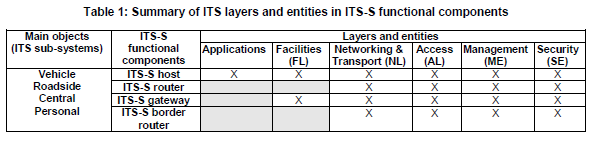 Table 1: Summary of ITS layers and entities in ITS-S functional components
Main objects (ITS sub-systems) ITS-S functional components Layers and entities
Applications Facilities (FL) Networking & Transport (NL) Access (AL) Management (ME) Security (SE)
Vehicle ITS-S host X X X X X X
Roadside ITS-S router X X X X
Central ITS-S gateway X X X X X
Personal ITS-S border router X X X X